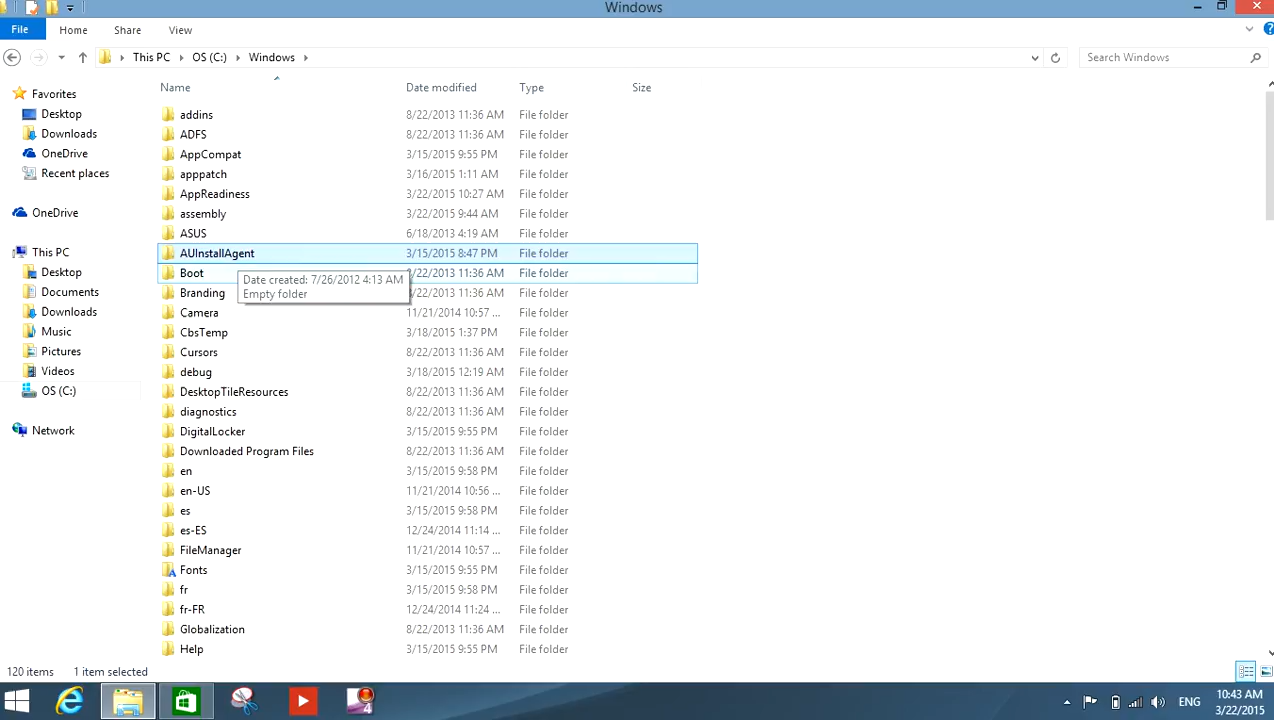 Windows
File Home Share View
This PC OS (C:) Windows
Search Windows
Name Date modified Type Size
Favorites
Desktop
Downloads
OneDrive
Recent places
OneDrive
This PC
Desktop
Documents
Downloads
Music
Pictures
Videos
OS (C:)
Network
addins 8/22/2013 11:36 AM File folder
ADFS 8/22/2013 11:36 AM File folder
AppCompat 3/15/2015 9:55 PM File folder
apppatch 3/16/2015 1:11 AM File folder
AppReadiness 3/22/2015 10:27 AM File folder
assembly 3/22/2015 9:44 AM File folder
ASUS 6/18/2013 4:19 AM File folder
AUInstallAgent 3/15/2015 8:47 PM File folder
Boot /22/2013 11:36 AM File folder
Date created: 7/26/2012 4:13 AM
Empty folder
Branding /22/2013 11:36 AM File folder
Camera 11/21/2014 10:57 ... File folder
CbsTemp 3/18/2015 1:37 PM File folder
Cursors 8/22/2013 11:36 AM File folder
debug 3/18/2015 12:19 AM File folder
DesktopTileResources 8/22/2013 11:36 AM File folder
diagnostics 8/22/2013 11:36 AM File folder
DigitalLocker 3/15/2015 9:55 PM File folder
Downloaded Program Files 8/22/2013 11:36 AM File folder
en 3/15/2015 9:58 PM File folder
en-US 11/21/2014 10:56 ... File folder
es 3/15/2015 9:58 PM File folder
es-ES 12/24/2014 11:14 ... File folder
FileManager 11/21/2014 10:57 ... File folder
Fonts 3/15/2015 9:55 PM File folder
fr 3/15/2015 9:58 PM File folder
fr-FR 12/24/2014 11:24 ... File folder
Globalization 8/22/2013 11:36 AM File folder
Help 3/15/2015 9:55 PM File folder
120 items 1 item selected
ENG
10:43 AM
3/22/2015